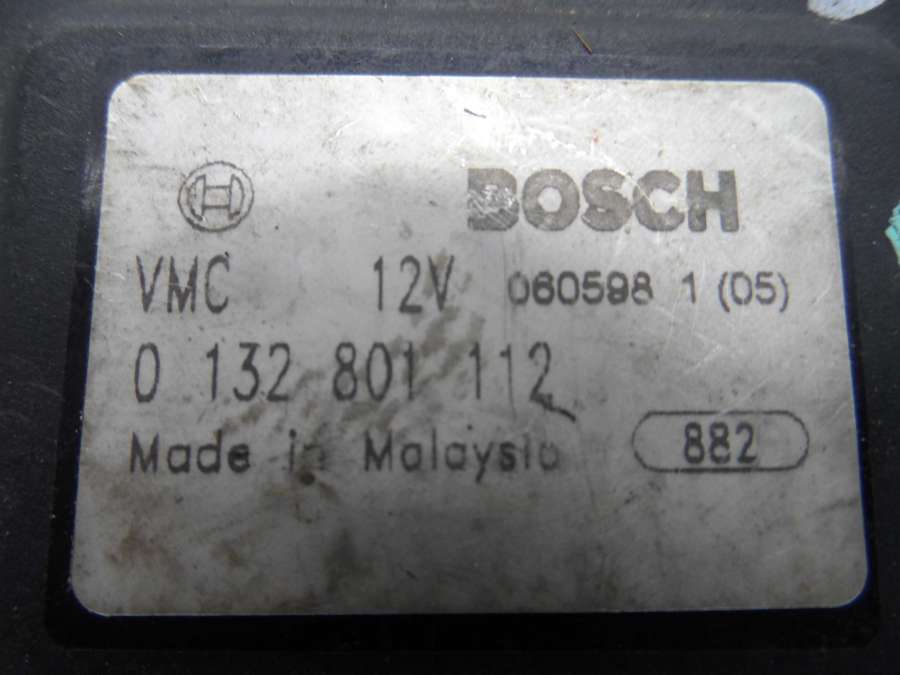 BOSCH
VMC 12V 060598 1 (05)
0 132 801 112
Made in Malaysia 882